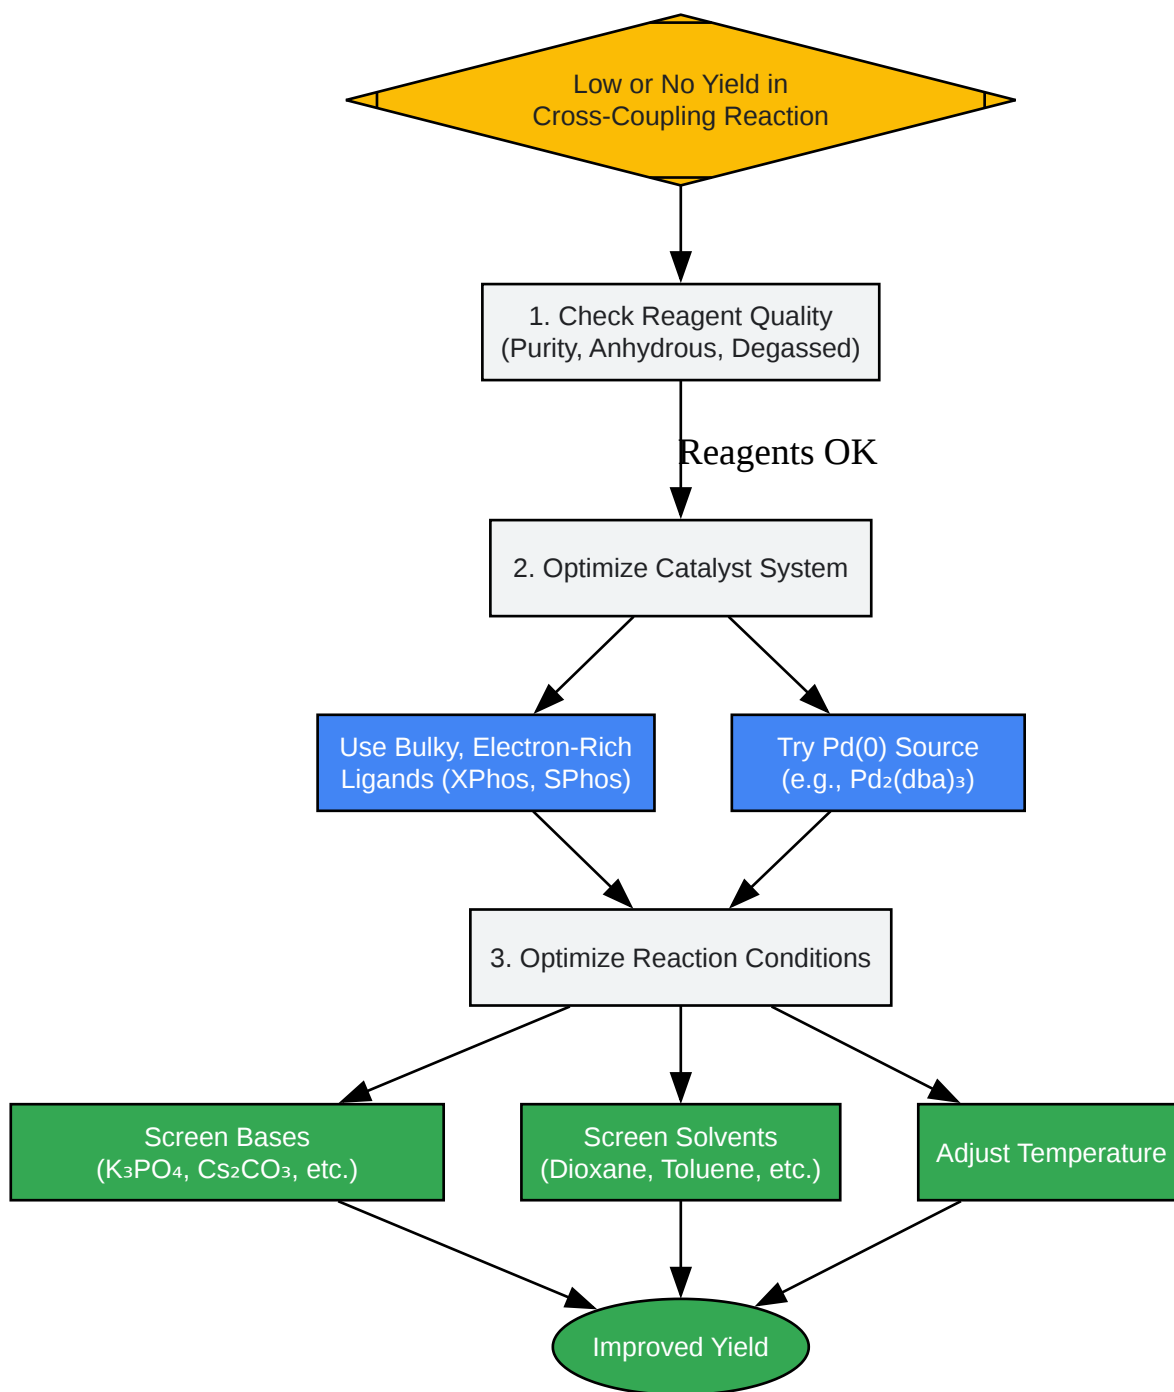 Low or No Yield in
Cross-Coupling Reaction
1. Check Reagent Quality
(Purity, Anhydrous, Degassed)
Reagents OK
2. Optimize Catalyst System
Use Bulky, Electron-Rich
Ligands (XPhos, SPhos)
Try Pd(0) Source
(e.g., Pd₂(dba)₃)
3. Optimize Reaction Conditions
Screen Bases
(K₃PO₄, Cs₂CO₃, etc.)
Screen Solvents
(Dioxane, Toluene, etc.)
Adjust Temperature
Improved Yield